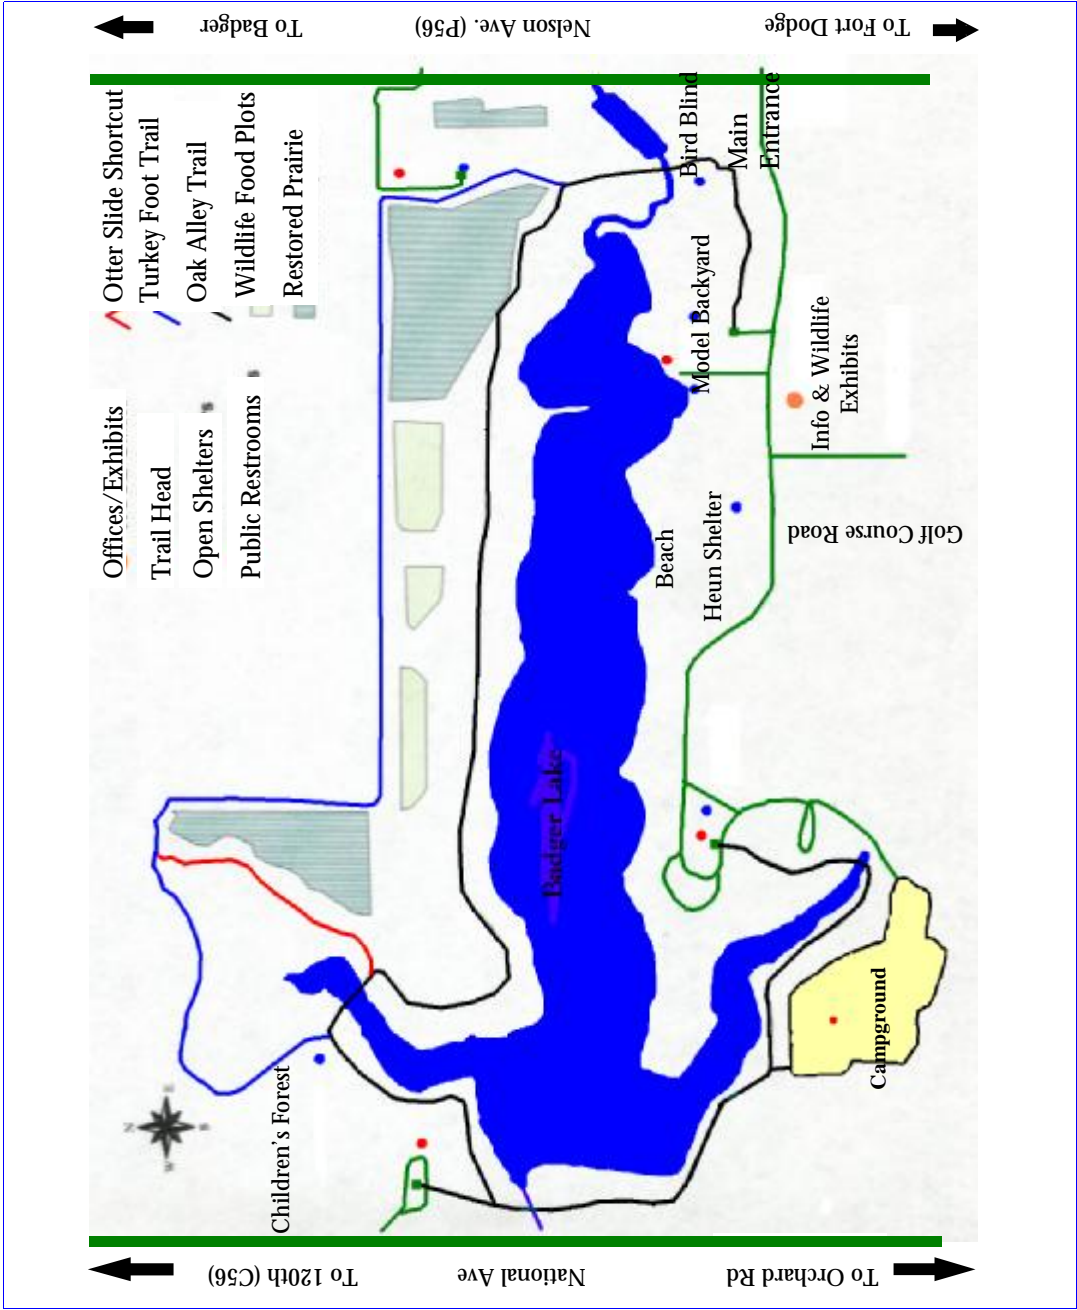 To Badger
Nelson Ave. (P56)
To Fort Dodge
Otter Slide Shortcut
Turkey Foot Trail
Oak Alley Trail
Wildlife Food Plots
Restored Prairie
Offices/Exhibits
Trail Head
Open Shelters
Public Restrooms
Bird Blind
Main
Entrance
Model Backyard
Info & Wildlife
Exhibits
Golf Course Road
Heun Shelter
Beach
Badger Lake
Campground
Children's Forest
N
E
S
W
To 120th (C56)
National Ave
To Orchard Rd